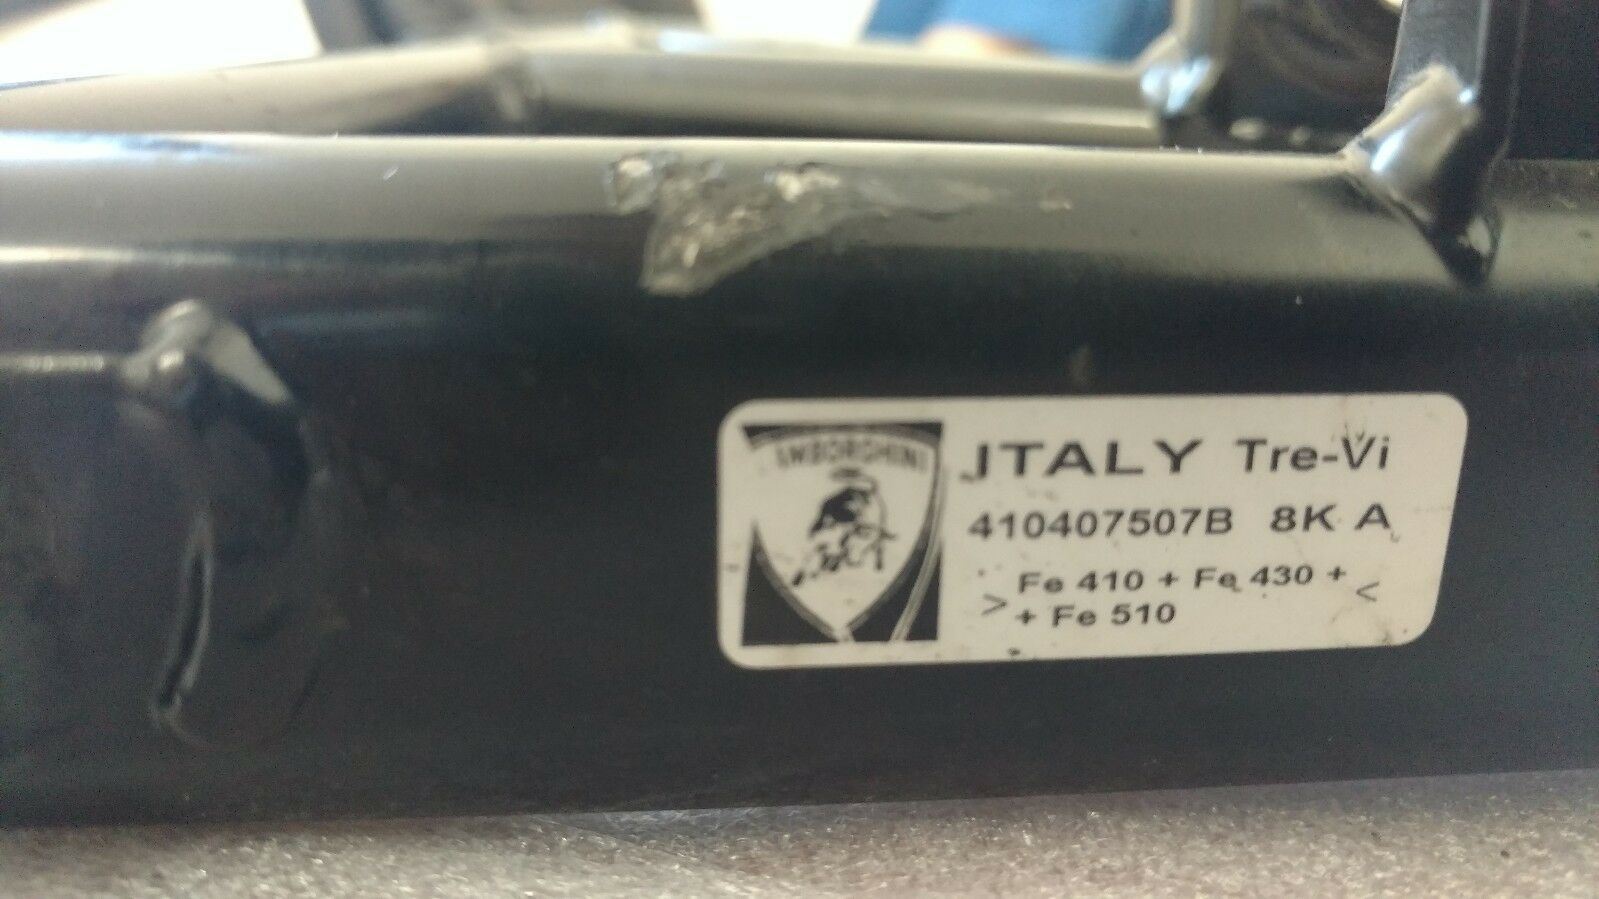 LAMBORGHINI
ITALY Tre-Vi
410407507B 8K A
> Fe 410 + Fe 430 + <
+ Fe 510